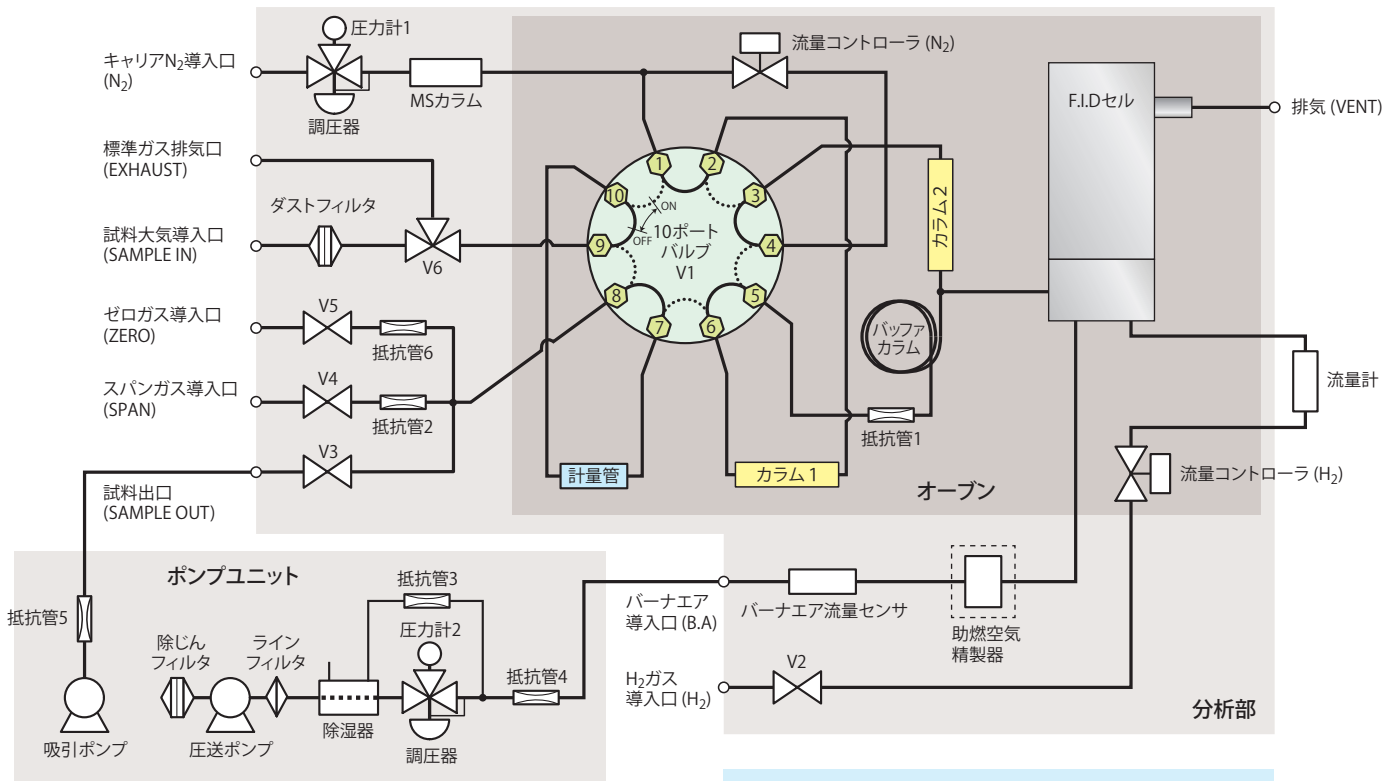 圧力計1
キャリアN₂導入口
(N₂)
MSカラム
調圧器
流量コントローラ (N₂)
F.I.Dセル
排気 (VENT)
標準ガス排気口
(EXHAUST)
ダストフィルタ
試料大気導入口
(SAMPLE IN)
V6
1
2
3
4
5
6
7
8
9
10
ON
OFF
10ポート
バルブ
V1
カラム 2
ゼロガス導入口
(ZERO)
V5
抵抗管6
バッファ
カラム
スパンガス導入口
(SPAN)
V4
抵抗管2
抵抗管1
流量計
V3
試料出口
(SAMPLE OUT)
計量管
カラム 1
オーブン
流量コントローラ (H₂)
ポンプユニット
抵抗管3
抵抗管5
圧力計2
除じん
フィルタ
ライン
フィルタ
抵抗管4
吸引ポンプ
圧送ポンプ
除湿器
調圧器
バーナエア
導入口 (B.A)
バーナエア流量センサ
助燃空気
精製器
H₂ガス
導入口 (H₂)
V2
分析部